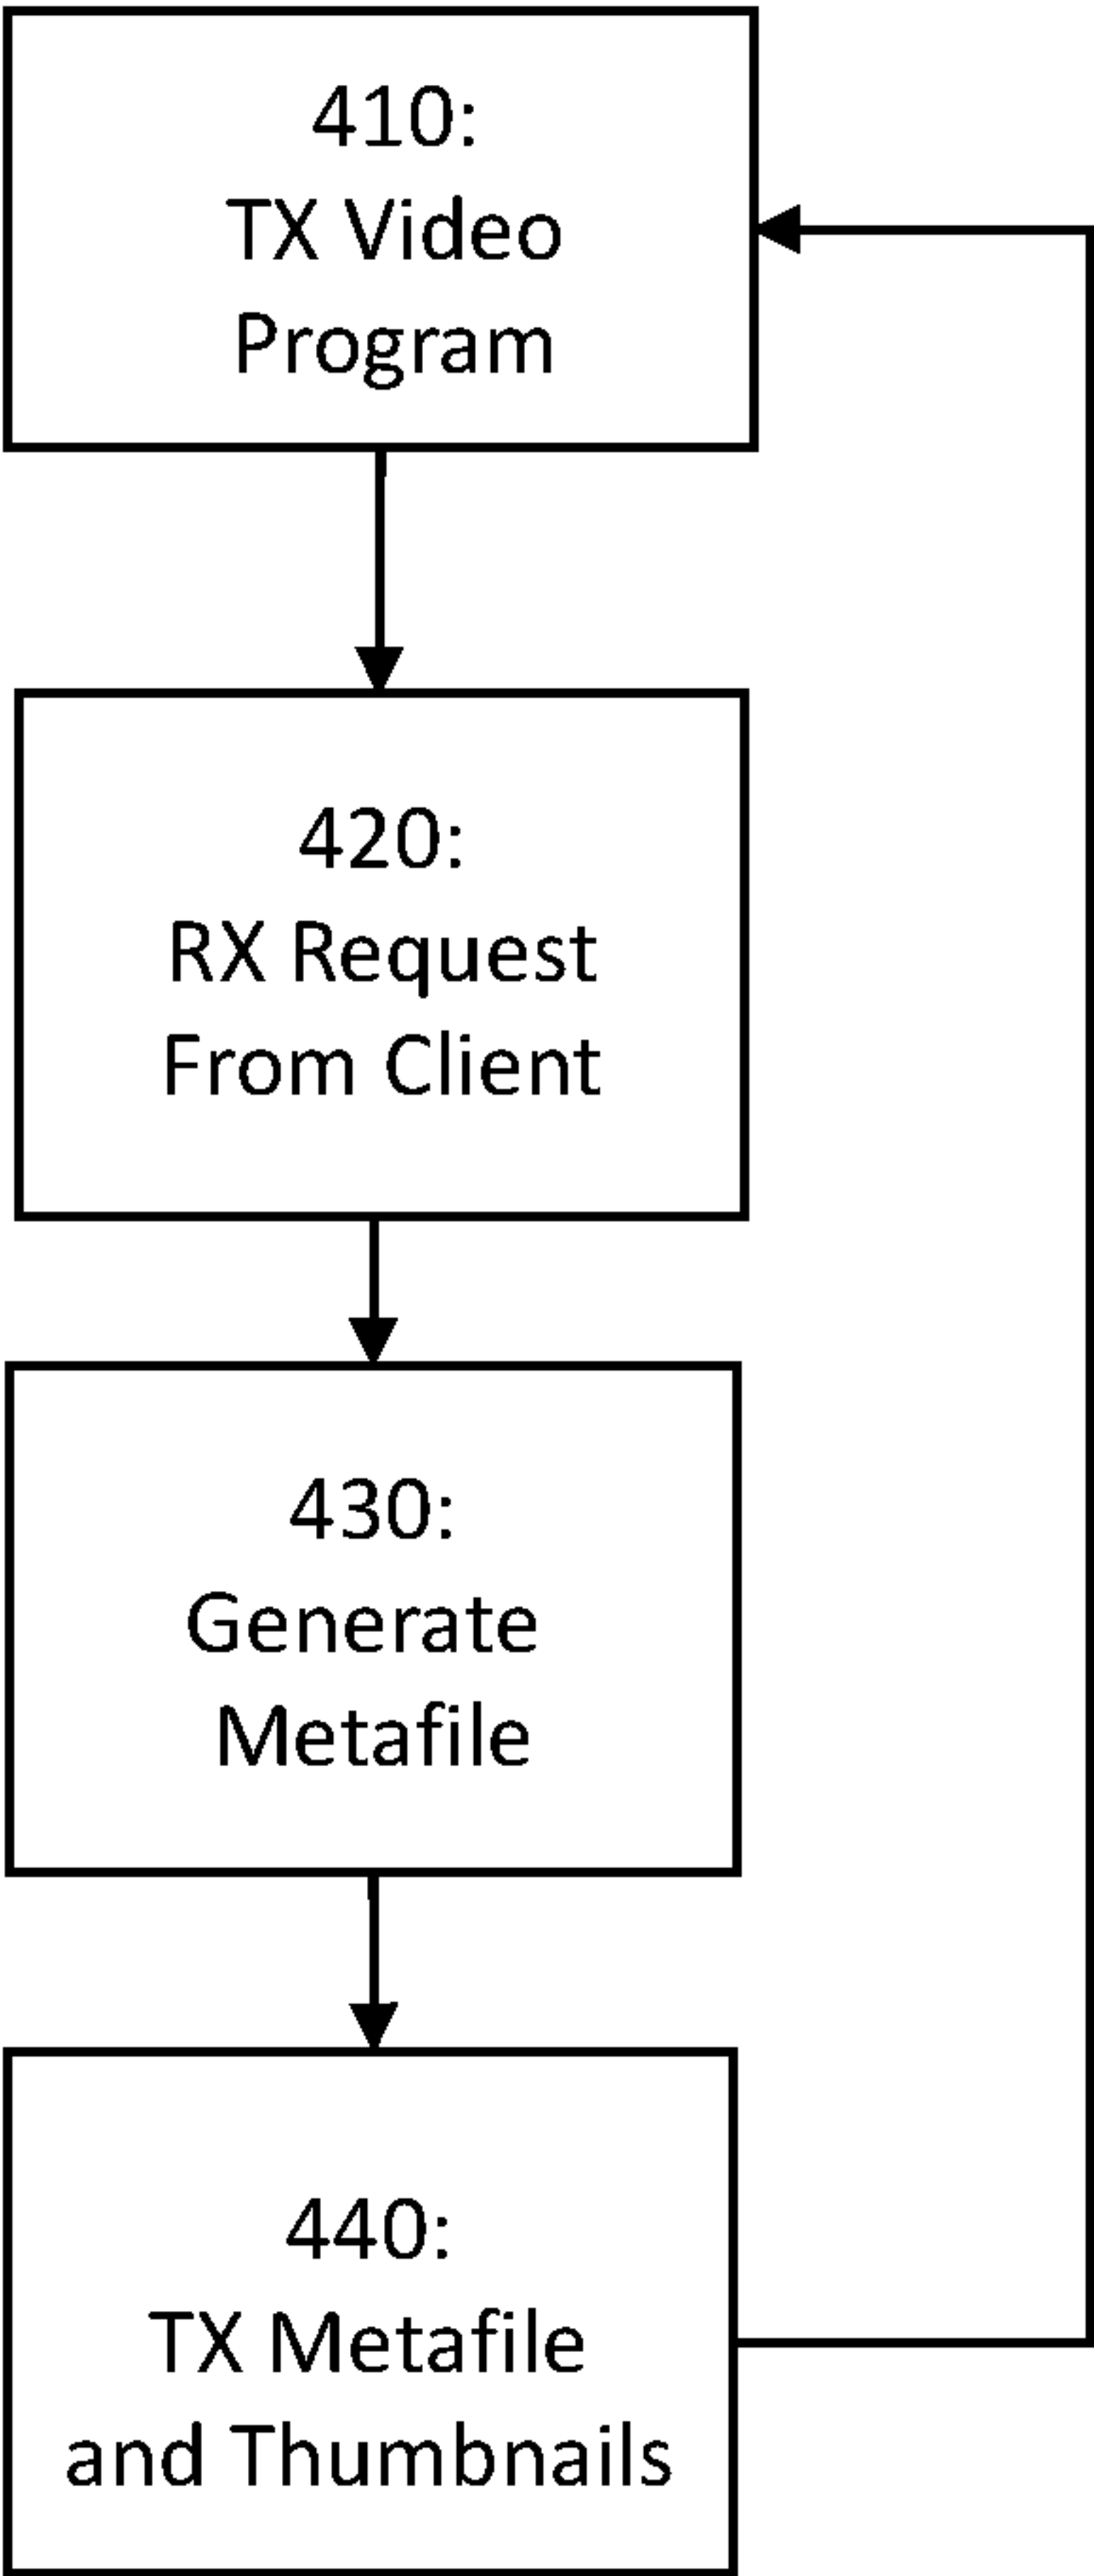 410:
TX Video
Program
420:
RX Request
From Client
430:
Generate
Metafile
440:
TX Metafile
and Thumbnails